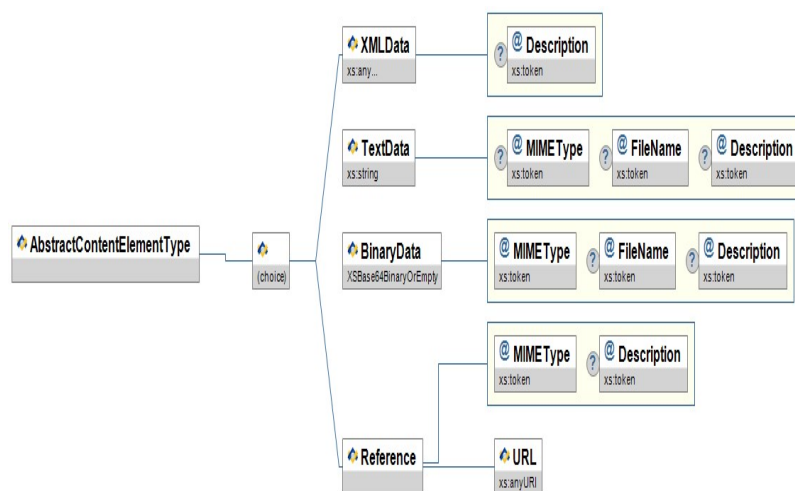 XMLData
xs:any...
? @ Description
xs:token
TextData
xs:string
? @ MIMEType ? @ FileName ? @ Description
xs:token xs:token xs:token
AbstractContentElementType
(choice)
BinaryData
XSBase64BinaryOrEmpty
@ MIMEType ? @ FileName ? @ Description
xs:token xs:token xs:token
@ MIMEType ? @ Description
xs:token xs:token
Reference
URL
xs:anyURI